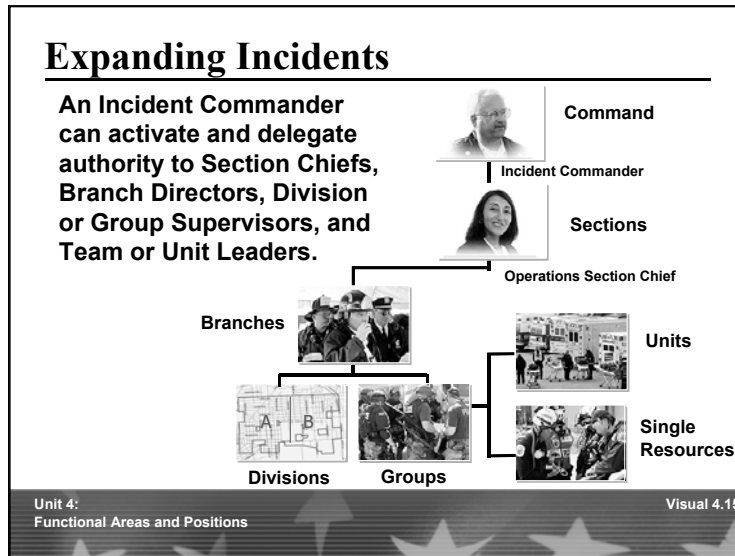 Expanding Incidents
An Incident Commander
can activate and delegate
authority to Section Chiefs,
Branch Directors, Division
or Group Supervisors, and
Team or Unit Leaders.
Command
Incident Commander
Sections
Operations Section Chief
Branches
Units
A B
Single
Resources
Divisions
Groups
Unit 4:
Functional Areas and Positions
Visual 4.15